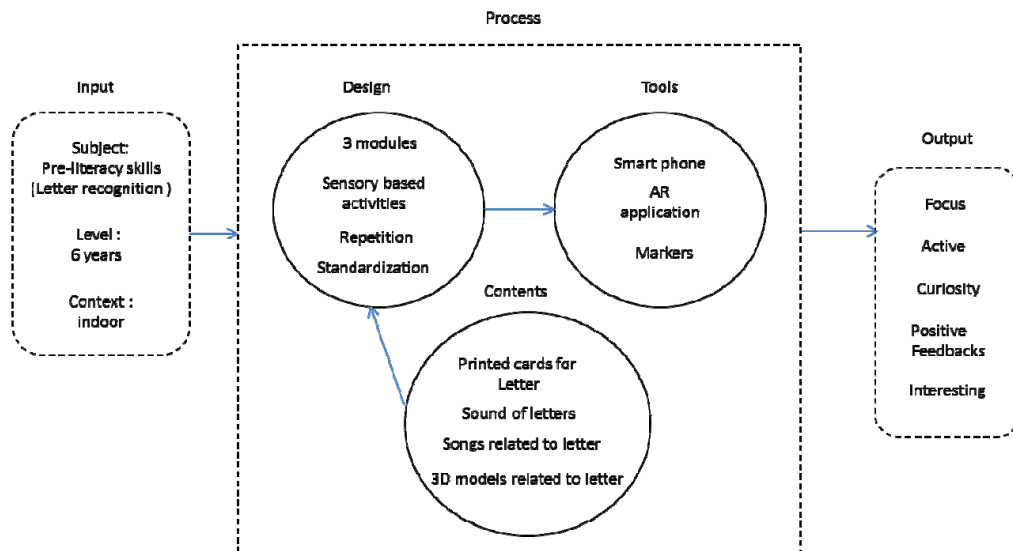 Process
Input
Subject:
Pre-literacy skills
(Letter recognition )
Level :
6 years
Context :
indoor
Design
3 modules
Sensory based
activities
Repetition
Standardization
Tools
Smart phone
AR
application
Markers
Contents
Printed cards for
Letter
Sound of letters
Songs related to letter
3D models related to letter
Output
Focus
Active
Curiosity
Positive
Feedbacks
Interesting